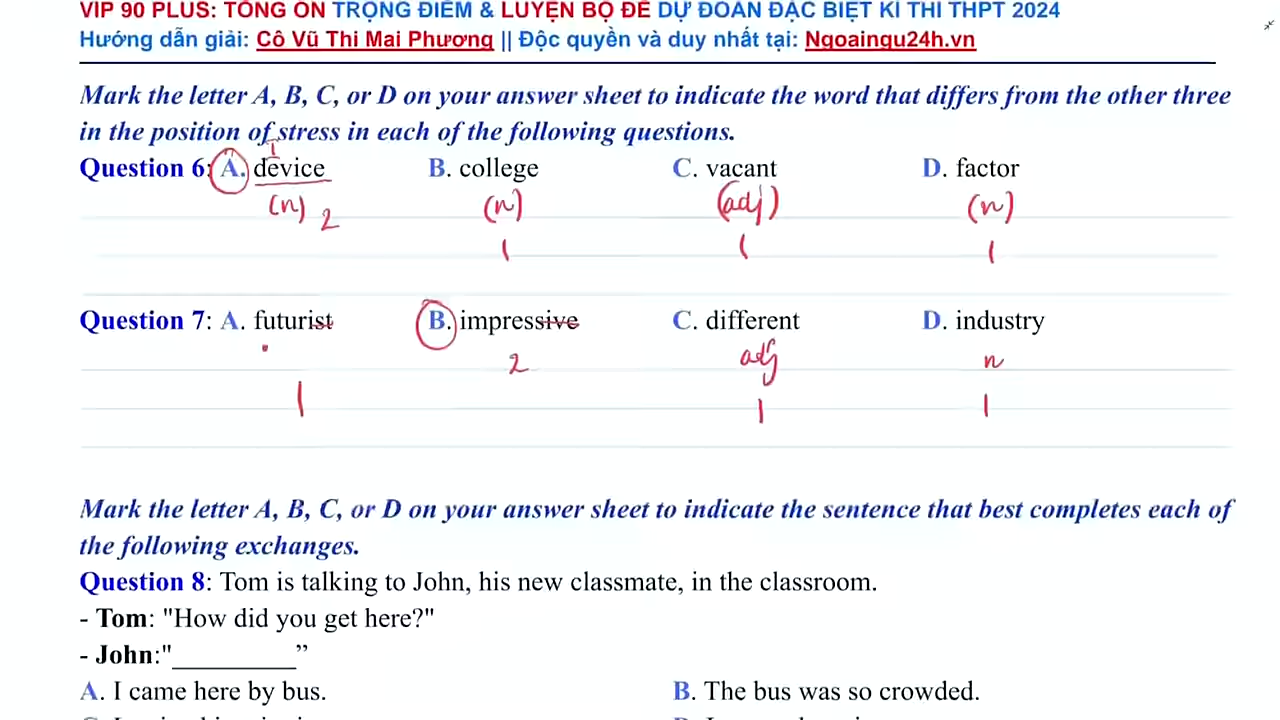 VIP 90 PLUS: TỔNG ÔN TRỌNG ĐIỂM & LUYỆN BỘ ĐỀ DỰ ĐOÁN ĐẶC BIỆT KÌ THI THPT 2024
Hướng dẫn giải: Cô Vũ Thị Mai Phương || Độc quyền và duy nhất tại: Ngoaingu24h.vn
Mark the letter A, B, C, or D on your answer sheet to indicate the word that differs from the other three
in the position of stress in each of the following questions.
Question 6: A. device B. college C. vacant D. factor
(n) 2 (n) (adj) (n)
1 1 1
Question 7: A. futurist B. impressive C. different D. industry
2 adj n
1 1 1
Mark the letter A, B, C, or D on your answer sheet to indicate the sentence that best completes each of
the following exchanges.
Question 8: Tom is talking to John, his new classmate, in the classroom.
- Tom: "How did you get here?"
- John:"_________”
A. I came here by bus. B. The bus was so crowded.